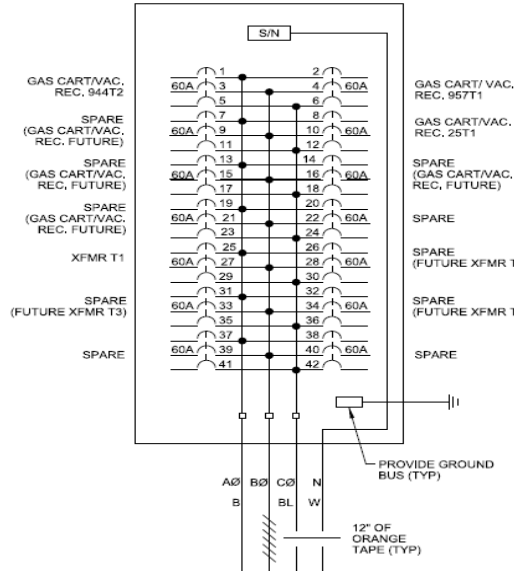 S/N
1 2
GAS CART/VAC.
REC. 944T2
60A 3 4 60A
GAS CART/ VAC.
REC. 957T1
5 6
7 8
SPARE
(GAS CART/VAC.
REC. FUTURE)
60A 9 10 60A
GAS CART/VAC.
REC. 25T1
11 12
13 14
SPARE
(GAS CART/VAC.
REC, FUTURE)
60A 15 16 60A
SPARE
(GAS CART/VAC,
REC, FUTURE)
17 18
19 20
SPARE
(GAS CART/VAC.
REC. FUTURE)
60A 21 22 60A
SPARE
23 24
25 26
XFMR T1
60A 27 28 60A
SPARE
(FUTURE XFMR T
29 30
31 32
SPARE
(FUTURE XFMR T3)
60A 33 34 60A
SPARE
(FUTURE XFMR T
35 36
37 38
SPARE
60A 39 40 60A
SPARE
41 42
PROVIDE GROUND
BUS (TYP)
AØ BØ CØ N
B BL W
12" OF
ORANGE
TAPE (TYP)